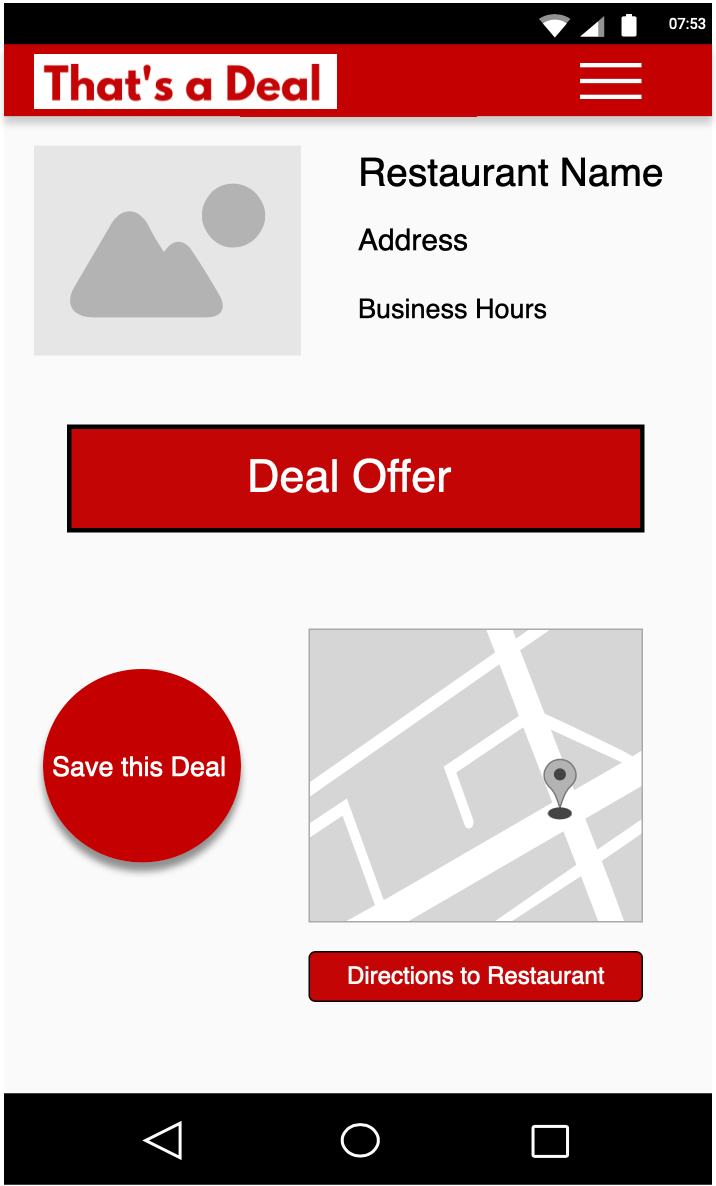 07:53
That's a Deal
Restaurant Name
Address
Business Hours
Deal Offer
Save this Deal
Directions to Restaurant